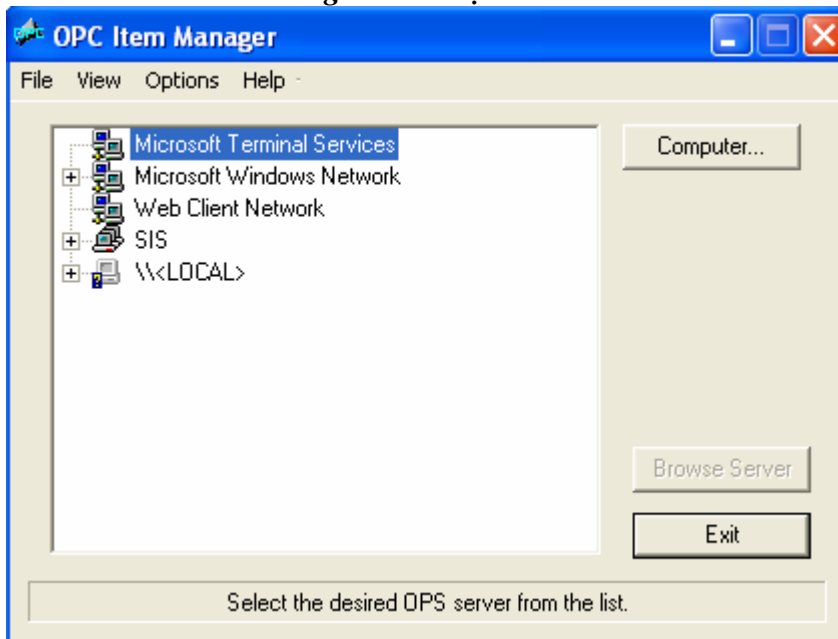 OPC Item Manager
File View Options Help
Microsoft Terminal Services
Computer...
Microsoft Windows Network
Web Client Network
SIS
\\<LOCAL>
Browse Server
Exit
Select the desired OPS server from the list.